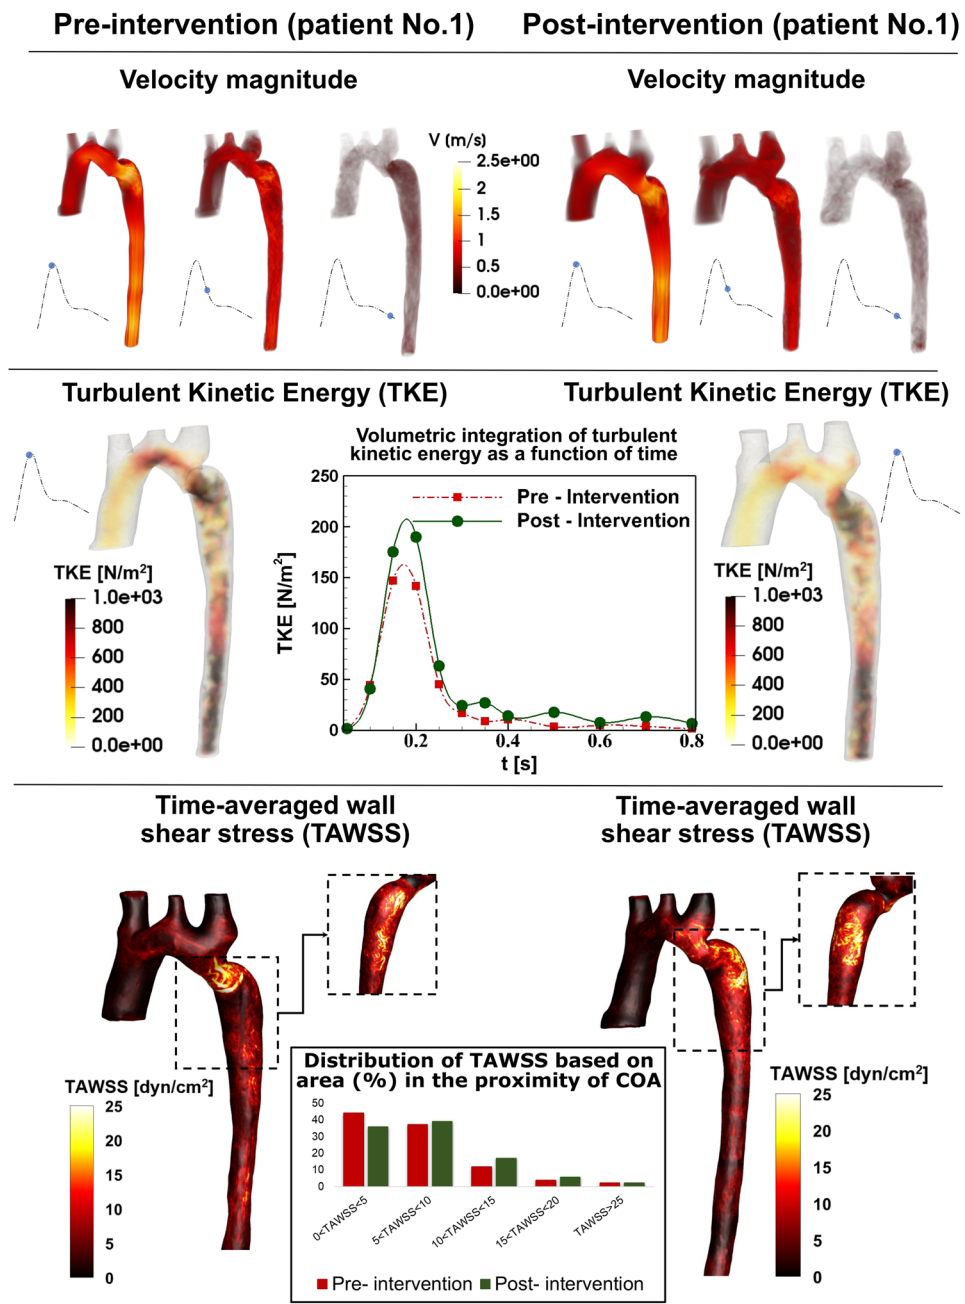 Pre-intervention (patient No.1)
Post-intervention (patient No.1)
Velocity magnitude
Velocity magnitude
V (m/s)
2.5e+00
2
1.5
1
0.5
0.0e+00
Turbulent Kinetic Energy (TKE)
Turbulent Kinetic Energy (TKE)
Volumetric integration of turbulent
kinetic energy as a function of time
TKE [N/m²]
1.0e+03
800
600
400
200
0.0e+00
TKE [N/m²]
250
200
150
100
50
0
0.2
0.4
0.6
0.8
t [s]
Pre - Intervention
Post - Intervention
TKE [N/m²]
1.0e+03
800
600
400
200
0.0e+00
Time-averaged wall
shear stress (TAWSS)
Time-averaged wall
shear stress (TAWSS)
TAWSS [dyn/cm²]
25
20
15
10
5
0
Distribution of TAWSS based on
area (%) in the proximity of COA
50
40
30
20
10
0
0<TAWSS<5
5<TAWSS<10
10<TAWSS<15
15<TAWSS<20
TAWSS>25
Pre- intervention
Post- intervention
TAWSS [dyn/cm²]
25
20
15
10
5
0